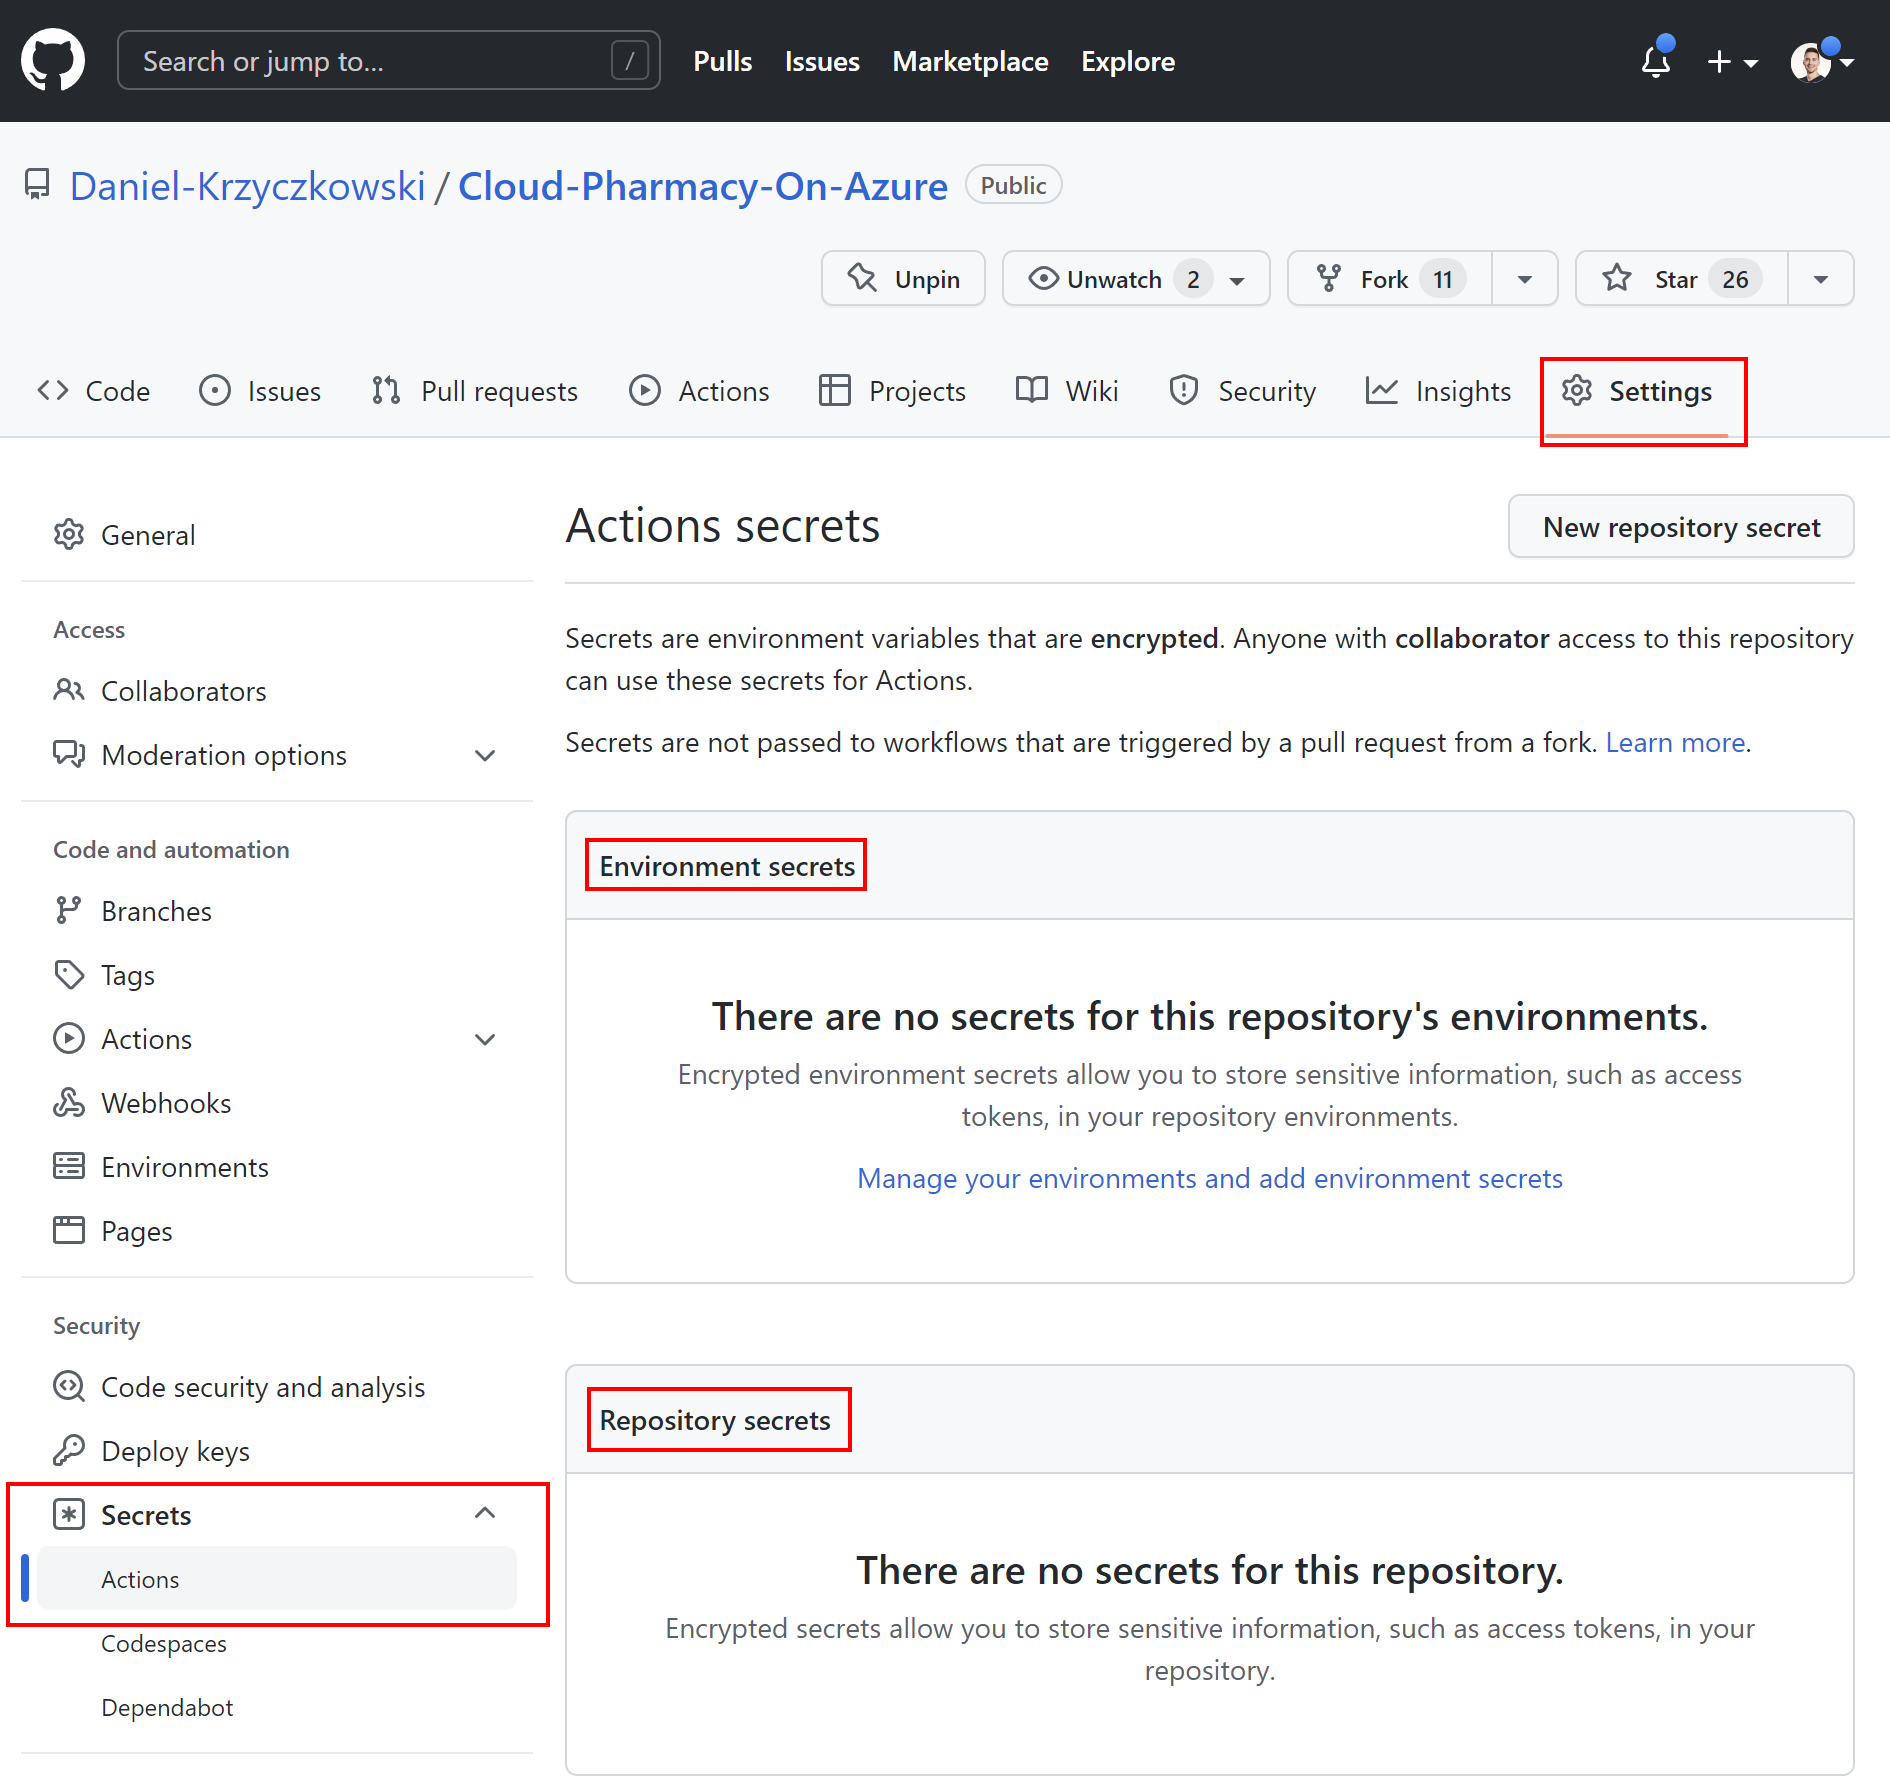 Search or jump to... /
Pulls Issues Marketplace Explore
Daniel-Krzyczkowski / Cloud-Pharmacy-On-Azure Public
Unpin Unwatch 2 Fork 11 Star 26
Code Issues Pull requests Actions Projects Wiki Security Insights Settings
General
Access
Collaborators
Moderation options
Code and automation
Branches
Tags
Actions
Webhooks
Environments
Pages
Security
Code security and analysis
Deploy keys
Secrets
Actions
Codespaces
Dependabot
Actions secrets
New repository secret
Secrets are environment variables that are encrypted. Anyone with collaborator access to this repository
can use these secrets for Actions.
Secrets are not passed to workflows that are triggered by a pull request from a fork. Learn more.
Environment secrets
There are no secrets for this repository's environments.
Encrypted environment secrets allow you to store sensitive information, such as access
tokens, in your repository environments.
Manage your environments and add environment secrets
Repository secrets
There are no secrets for this repository.
Encrypted secrets allow you to store sensitive information, such as access tokens, in your
repository.